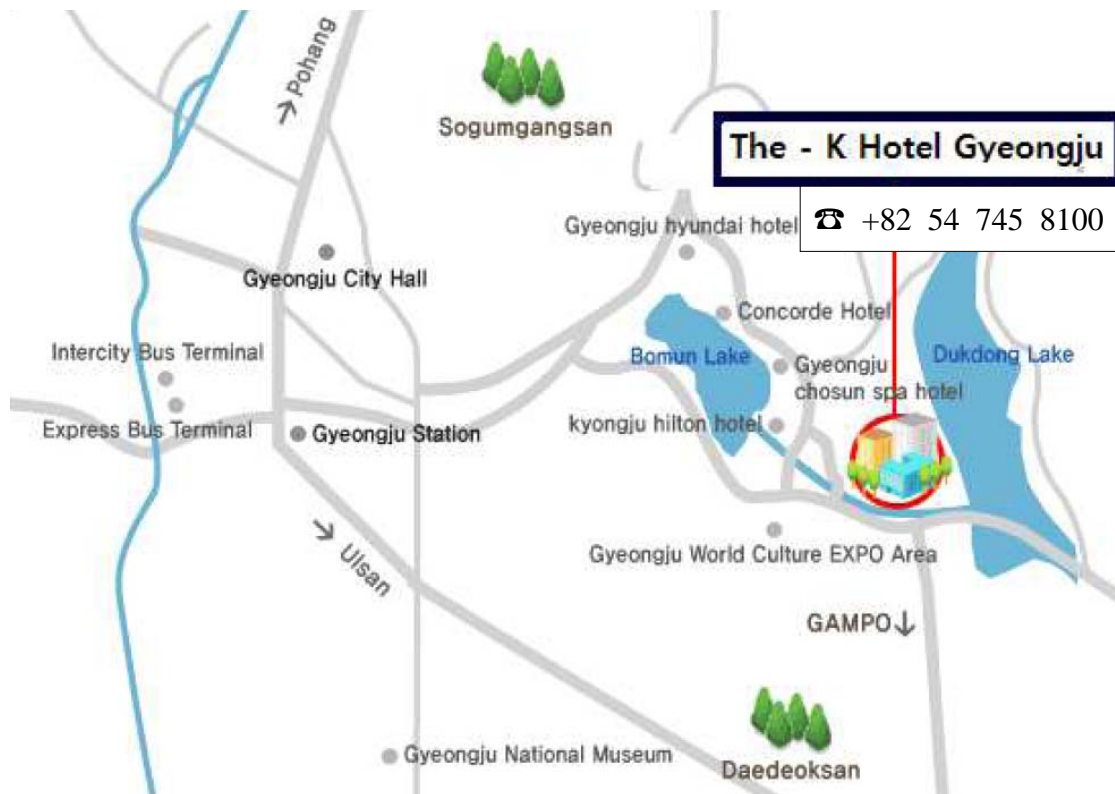 Pohang
Sogumgangsan
The - K Hotel Gyeongju
☎ +82 54 745 8100
Gyeongju hyundai hotel
Gyeongju City Hall
Concorde Hotel
Intercity Bus Terminal
Bomun Lake
Dukdong Lake
Gyeongju
chosun spa hotel
Express Bus Terminal
Gyeongju Station
kyongju hilton hotel
Ulsan
Gyeongju World Culture EXPO Area
GAMPO
Gyeongju National Museum
Daedeoksan